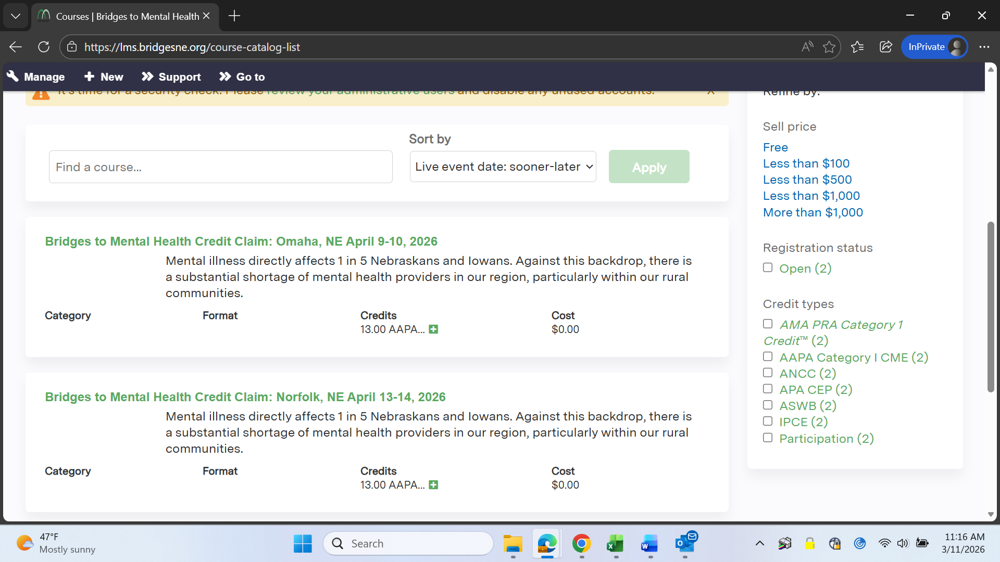 Courses | Bridges to Mental Health
https://lms.bridgesne.org/course-catalog-list
InPrivate
Manage
New
Support
Go to
It's time for a security check. Please review your administrative users and disable any unused accounts.
X
Refine by:
Sort by
Find a course...
Live event date: sooner-later
Apply
Bridges to Mental Health Credit Claim: Omaha, NE April 9-10, 2026
Mental illness directly affects 1 in 5 Nebraskans and Iowans. Against this backdrop, there is
a substantial shortage of mental health providers in our region, particularly within our rural
communities.
Category Format Credits Cost
13.00 AAPA... $0.00
Bridges to Mental Health Credit Claim: Norfolk, NE April 13-14, 2026
Mental illness directly affects 1 in 5 Nebraskans and Iowans. Against this backdrop, there is
a substantial shortage of mental health providers in our region, particularly within our rural
communities.
Category Format Credits Cost
13.00 AAPA... $0.00
Sell price
Free
Less than $100
Less than $500
Less than $1,000
More than $1,000
Registration status
Open (2)
Credit types
AMA PRA Category 1
Credit™ (2)
AAPA Category I CME (2)
ANCC (2)
APA CEP (2)
ASWB (2)
IPCE (2)
Participation (2)
47°F
Mostly sunny
Search
11:16 AM
3/11/2026